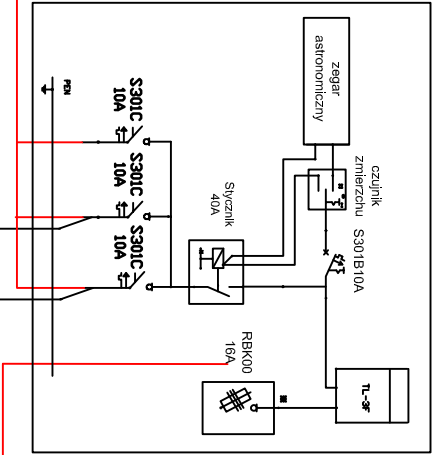 zegar
astronomiczny
czujnik
zmierzchu
S301B10A
PEN
S301C
10A
S301C
10A
S301C
10A
Stycznik
40A
RBK00
16A
TL-3F